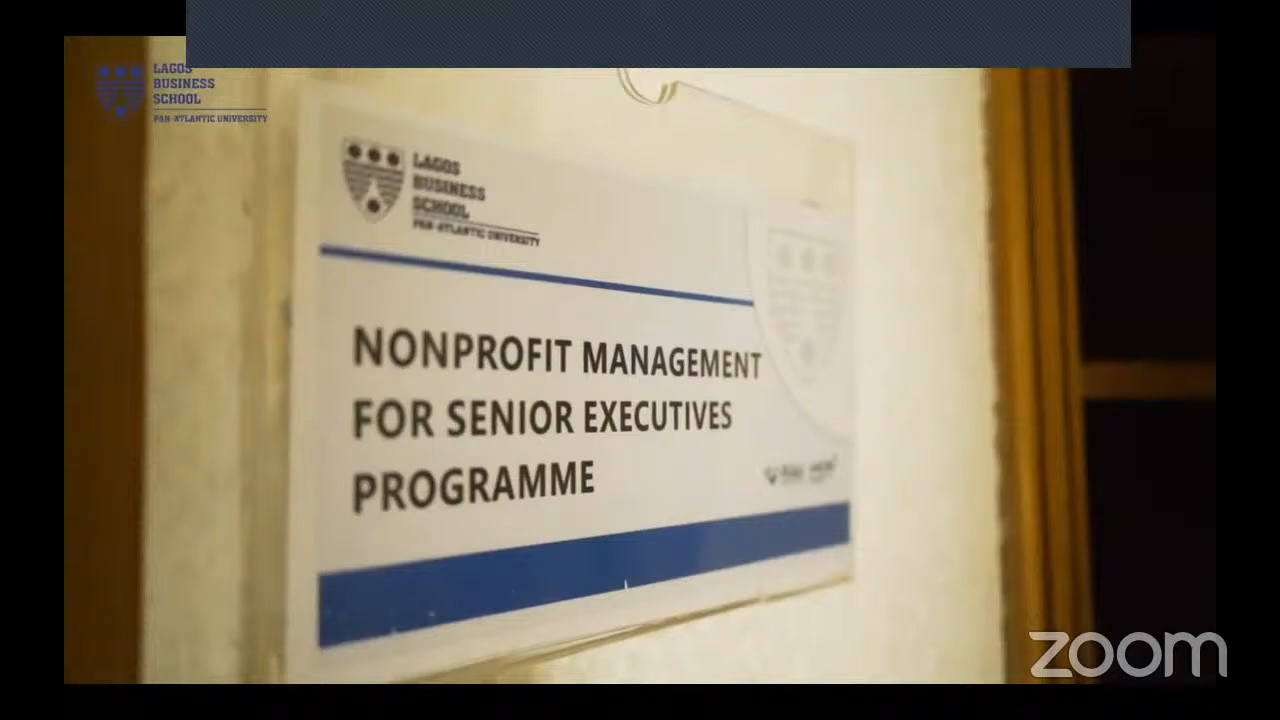 LAGOS
BUSINESS
SCHOOL
PAN-ATLANTIC UNIVERSITY
LAGOS
BUSINESS
SCHOOL
PAN-ATLANTIC UNIVERSITY
NONPROFIT MANAGEMENT
FOR SENIOR EXECUTIVES
PROGRAMME
zoom